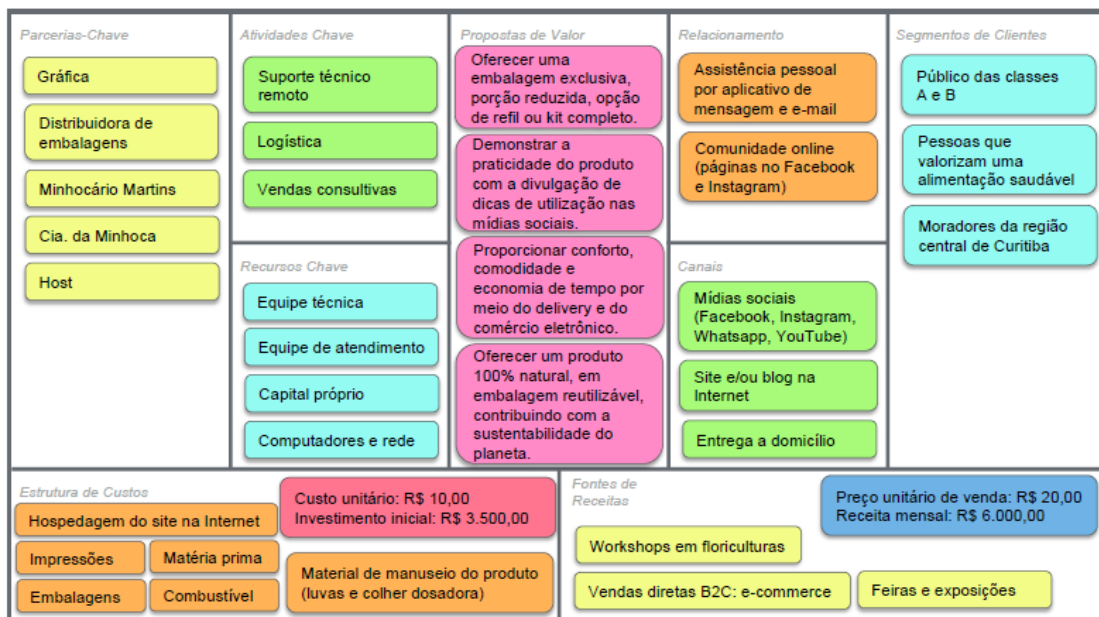 Parcerias-Chave
Gráfica
Distribuidora de
embalagens
Minhocário Martins
Cia. da Minhoca
Host
Atividades Chave
Suporte técnico
remoto
Logística
Vendas consultivas
Recursos Chave
Equipe técnica
Equipe de atendimento
Capital próprio
Computadores e rede
Propostas de Valor
Oferecer uma
embalagem exclusiva,
porção reduzida, opção
de refil ou kit completo.
Demonstrar a
praticidade do produto
com a divulgação de
dicas de utilização nas
mídias sociais.
Proporcionar conforto,
comodidade e
economia de tempo por
meio do delivery e do
comércio eletrônico.
Oferecer um produto
100% natural, em
embalagem reutilizável,
contribuindo com a
sustentabilidade do
planeta.
Relacionamento
Assistência pessoal
por aplicativo de
mensagem e e-mail
Comunidade online
(páginas no Facebook
e Instagram)
Canais
Mídias sociais
(Facebook, Instagram,
Whatsapp, YouTube)
Site e/ou blog na
Internet
Entrega a domicílio
Segmentos de Clientes
Público das classes
A e B
Pessoas que
valorizam uma
alimentação saudável
Moradores da região
central de Curitiba
Estrutura de Custos
Hospedagem do site na Internet
Impressões
Matéria prima
Embalagens
Combustível
Custo unitário: R$ 10,00
Investimento inicial: R$ 3.500,00
Material de manuseio do produto
(luvas e colher dosadora)
Fontes de
Receitas
Preço unitário de venda: R$ 20,00
Receita mensal: R$ 6.000,00
Workshops em floriculturas
Vendas diretas B2C: e-commerce
Feiras e exposições